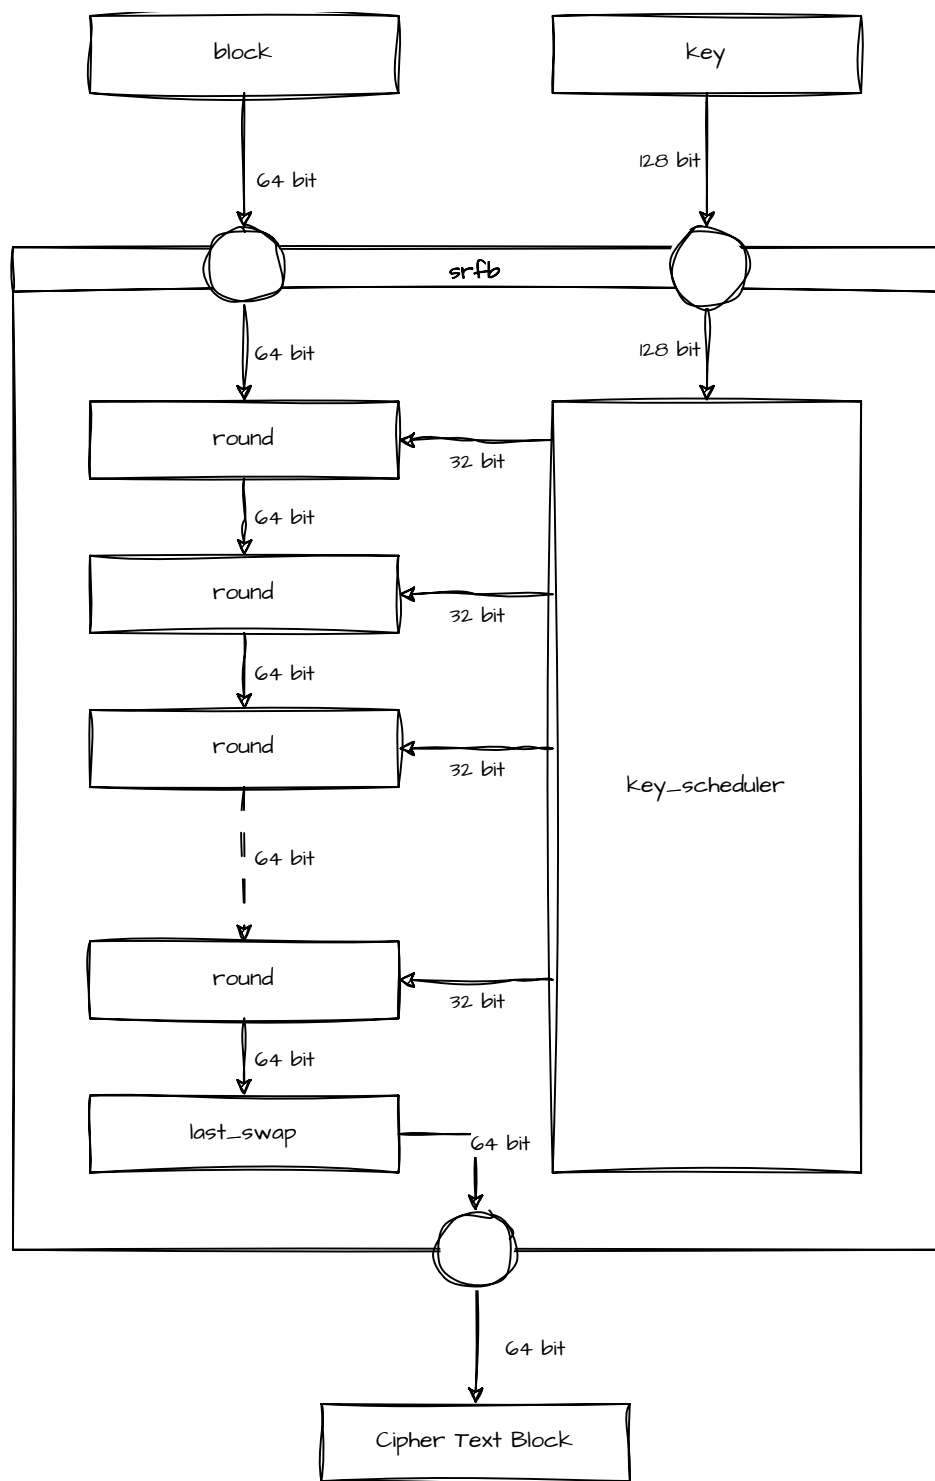 block
key
128 bit
64 bit
srfb
64 bit
128 bit
round
32 bit
64 bit
round
32 bit
64 bit
round
32 bit
key_scheduler
64 bit
round
32 bit
64 bit
last_swap
64 bit
64 bit
Cipher Text Block